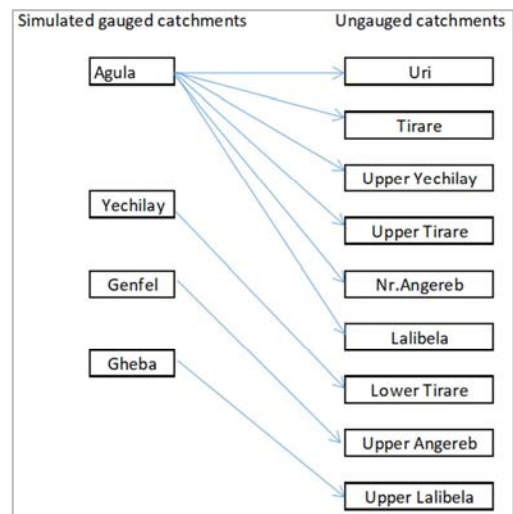 Simulated gauged catchments
Ungauged catchments
Agula
Yechilay
Genfel
Gheba
Uri
Tirare
Upper Yechilay
Upper Tirare
Nr.Angereb
Lalibela
Lower Tirare
Upper Angereb
Upper Lalibela